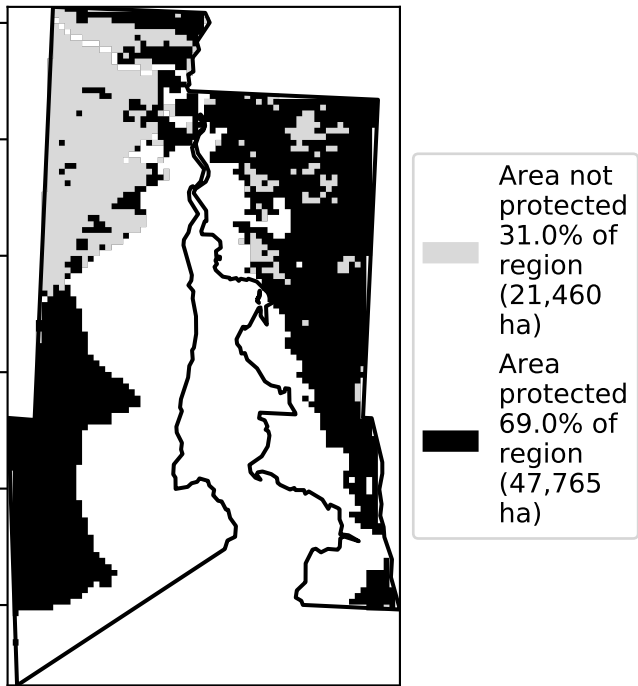 Area not
protected
31.0% of
region
(21,460
ha)
Area
protected
69.0% of
region
(47,765
ha)